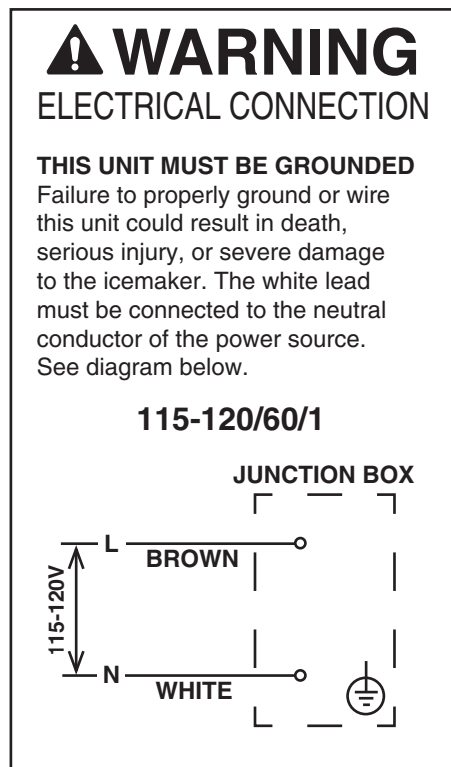 WARNING
ELECTRICAL CONNECTION
THIS UNIT MUST BE GROUNDED
Failure to properly ground or wire
this unit could result in death,
serious injury, or severe damage
to the icemaker. The white lead
must be connected to the neutral
conductor of the power source.
See diagram below.
115-120/60/1
JUNCTION BOX
L
BROWN
115-120V
N
WHITE